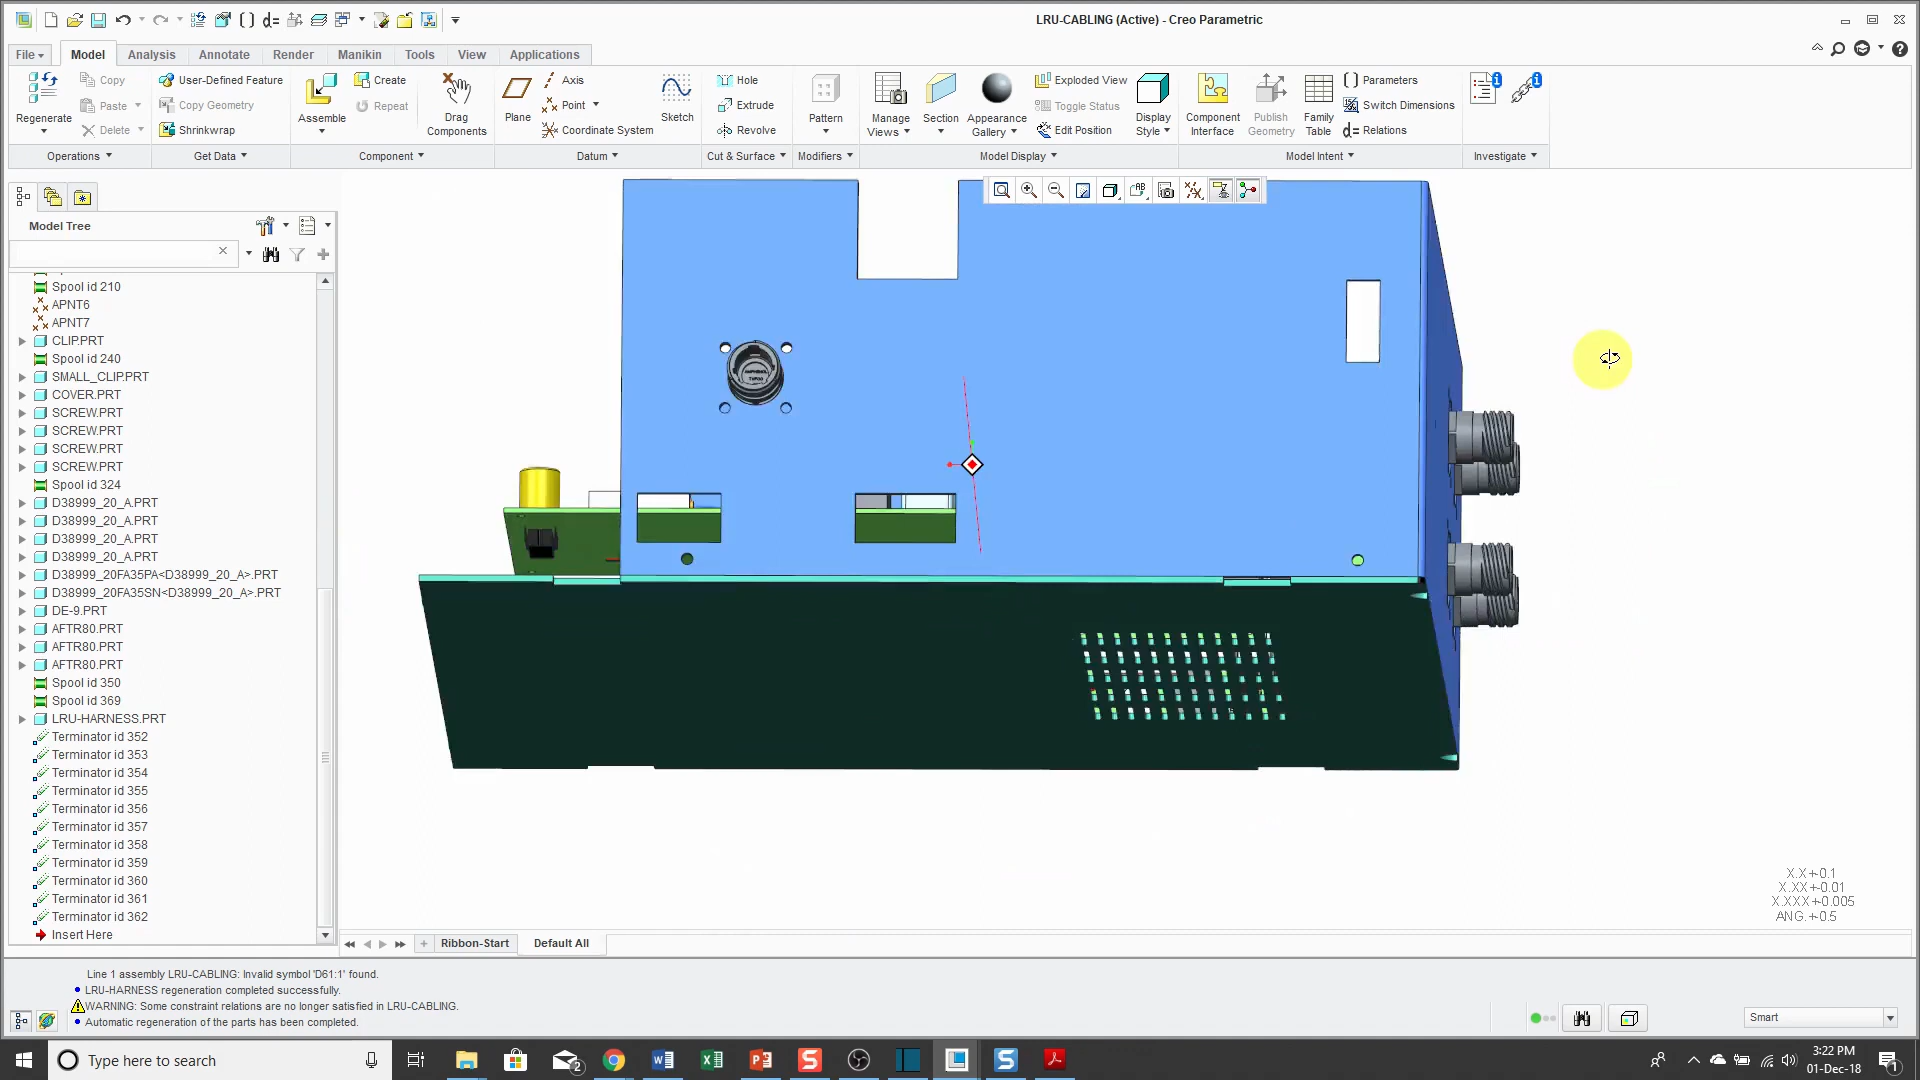 LRU-CABLING (Active) - Creo Parametric
File
Model
Analysis
Annotate
Render
Manikin
Tools
View
Applications
Regenerate
Copy
Paste
Delete
User-Defined Feature
Copy Geometry
Shrinkwrap
Assemble
Create
Repeat
Drag
Components
Plane
Axis
Point
Coordinate System
Sketch
Hole
Extrude
Revolve
Pattern
Manage
Views
Section
Appearance
Gallery
Exploded View
Toggle Status
Edit Position
Display
Style
Component
Interface
Publish
Geometry
Family
Table
Parameters
Switch Dimensions
Relations
Operations
Get Data
Component
Datum
Cut & Surface
Modifiers
Model Display
Model Intent
Investigate
Model Tree
Spool id 210
APNT6
APNT7
CLIP.PRT
Spool id 240
SMALL_CLIP.PRT
COVER.PRT
SCREW.PRT
SCREW.PRT
SCREW.PRT
SCREW.PRT
Spool id 324
D38999_20_A.PRT
D38999_20_A.PRT
D38999_20_A.PRT
D38999_20_A.PRT
D38999_20FA35PA<D38999_20_A>.PRT
D38999_20FA35SN<D38999_20_A>.PRT
DE-9.PRT
AFTR80.PRT
AFTR80.PRT
AFTR80.PRT
Spool id 350
Spool id 369
LRU-HARNESS.PRT
Terminator id 352
Terminator id 353
Terminator id 354
Terminator id 355
Terminator id 356
Terminator id 357
Terminator id 358
Terminator id 359
Terminator id 360
Terminator id 361
Terminator id 362
Insert Here
X.X+-0.1
X.XX+-0.01
X.XXX+-0.005
ANG.+-0.5
Ribbon-Start
Default All
Line 1 assembly LRU-CABLING: Invalid symbol 'D61:1' found.
LRU-HARNESS regeneration completed successfully.
WARNING: Some constraint relations are no longer satisfied in LRU-CABLING.
Automatic regeneration of the parts has been completed.
Smart
Type here to search
2
3:22 PM
01-Dec-18
1